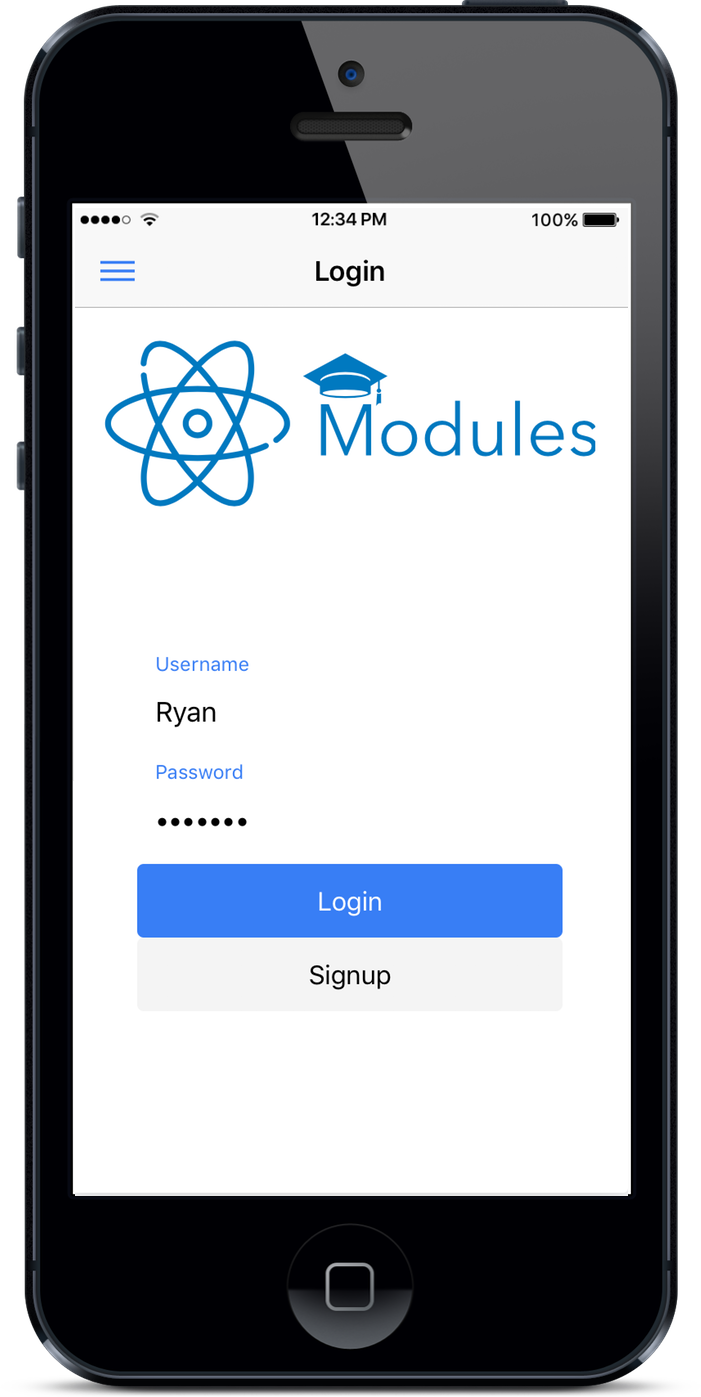 12:34 PM 100%
Login
Modules
Username
Ryan
Password
•••••••
Login
Signup